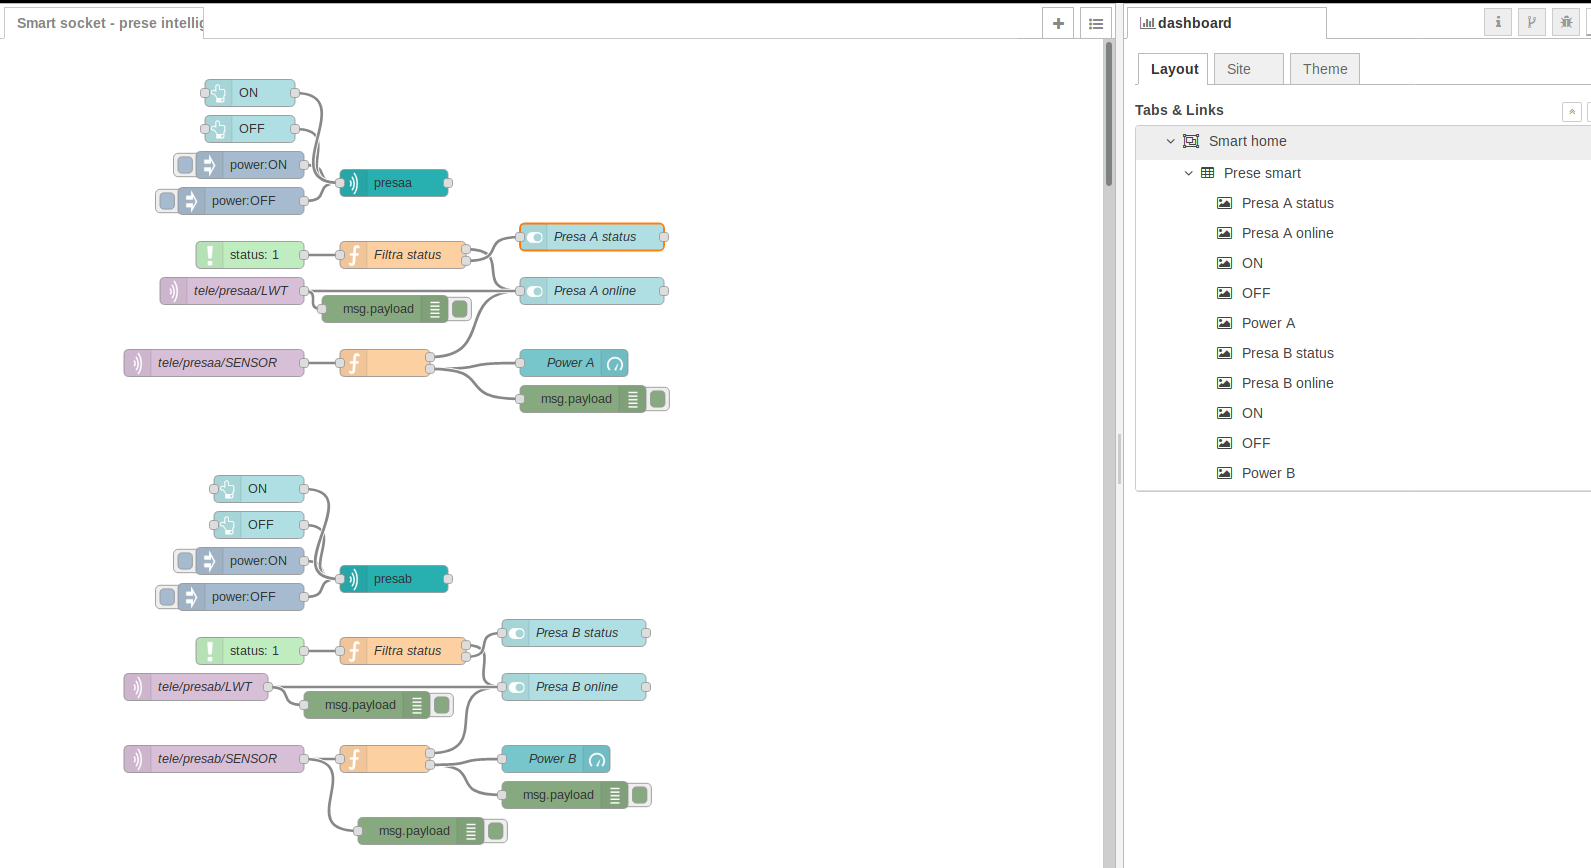 Smart socket - prese intellig
ON
OFF
power:ON
power:OFF
presaa
Presa A status
status: 1
Filtra status
tele/presaa/LWT
Presa A online
msg.payload
tele/presaa/SENSOR
Power A
msg.payload
ON
OFF
power:ON
power:OFF
presab
Presa B status
status: 1
Filtra status
tele/presab/LWT
Presa B online
msg.payload
tele/presab/SENSOR
Power B
msg.payload
msg.payload
dashboard
Layout
Site
Theme
Tabs & Links
Smart home
Prese smart
Presa A status
Presa A online
ON
OFF
Power A
Presa B status
Presa B online
ON
OFF
Power B